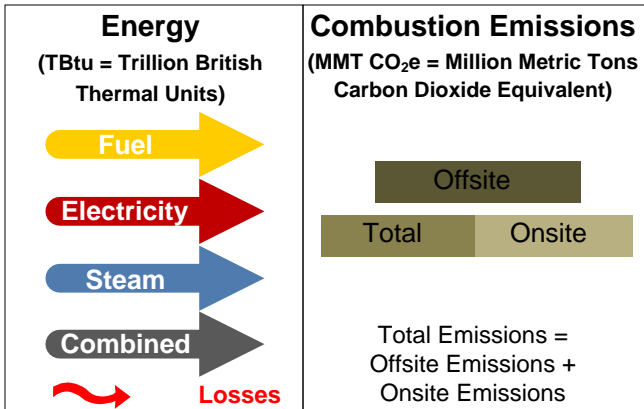 Energy
(TBtu = Trillion British
Thermal Units)
Fuel
Electricity
Steam
Combined
Losses
Combustion Emissions
(MMT CO₂e = Million Metric Tons
Carbon Dioxide Equivalent)
Offsite
Total
Onsite
Total Emissions =
Offsite Emissions +
Onsite Emissions